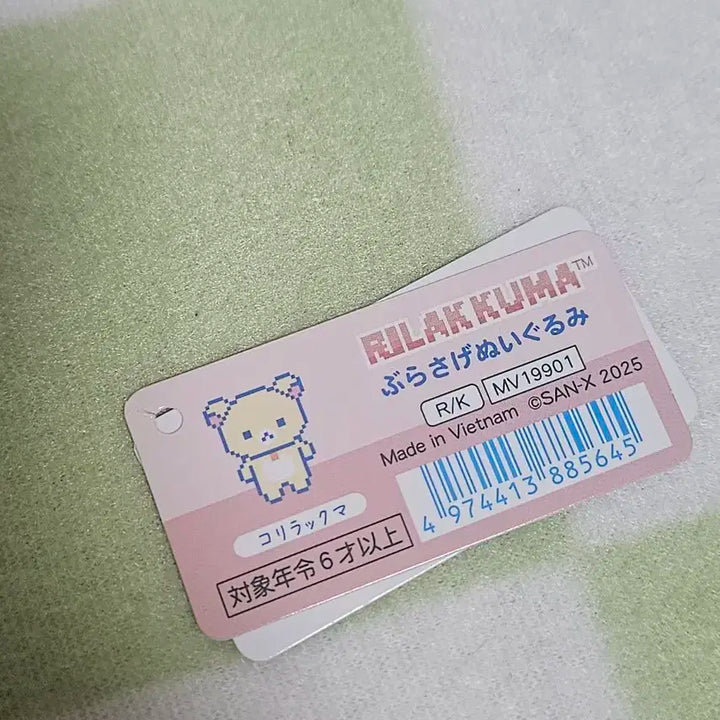 RILAKKUMA™
ぶらさげぬいぐるみ
R/K MV19901
Made in Vietnam ©SAN-X 2025
4 974413 885645
コリラックマ
対象年令6才以上